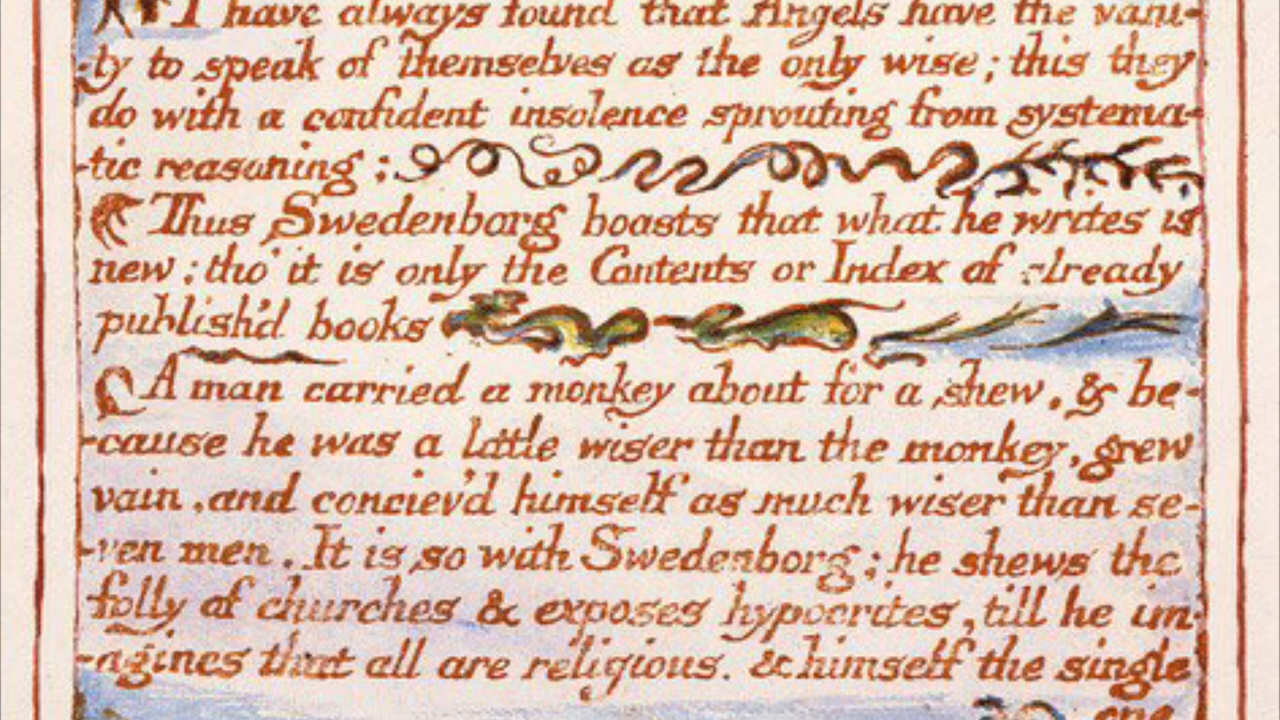 I have always found that Angels have the vani-
-ty to speak of themselves as the only wise; this they
do with a confident insolence sprouting from systema-
-tic reasoning;
Thus Swedenborg boasts that what he writes is
new; tho' it is only the Contents or Index of already
publish'd books
A man carried a monkey about for a shew, & be-
-cause he was a little wiser than the monkey, grew
vain, and conciev'd himself as much wiser than se-
-ven men. It is so with Swedenborg; he shews the
folly of churches & exposes hypocrites, till he im-
-agines that all are religious. & himself the single
one